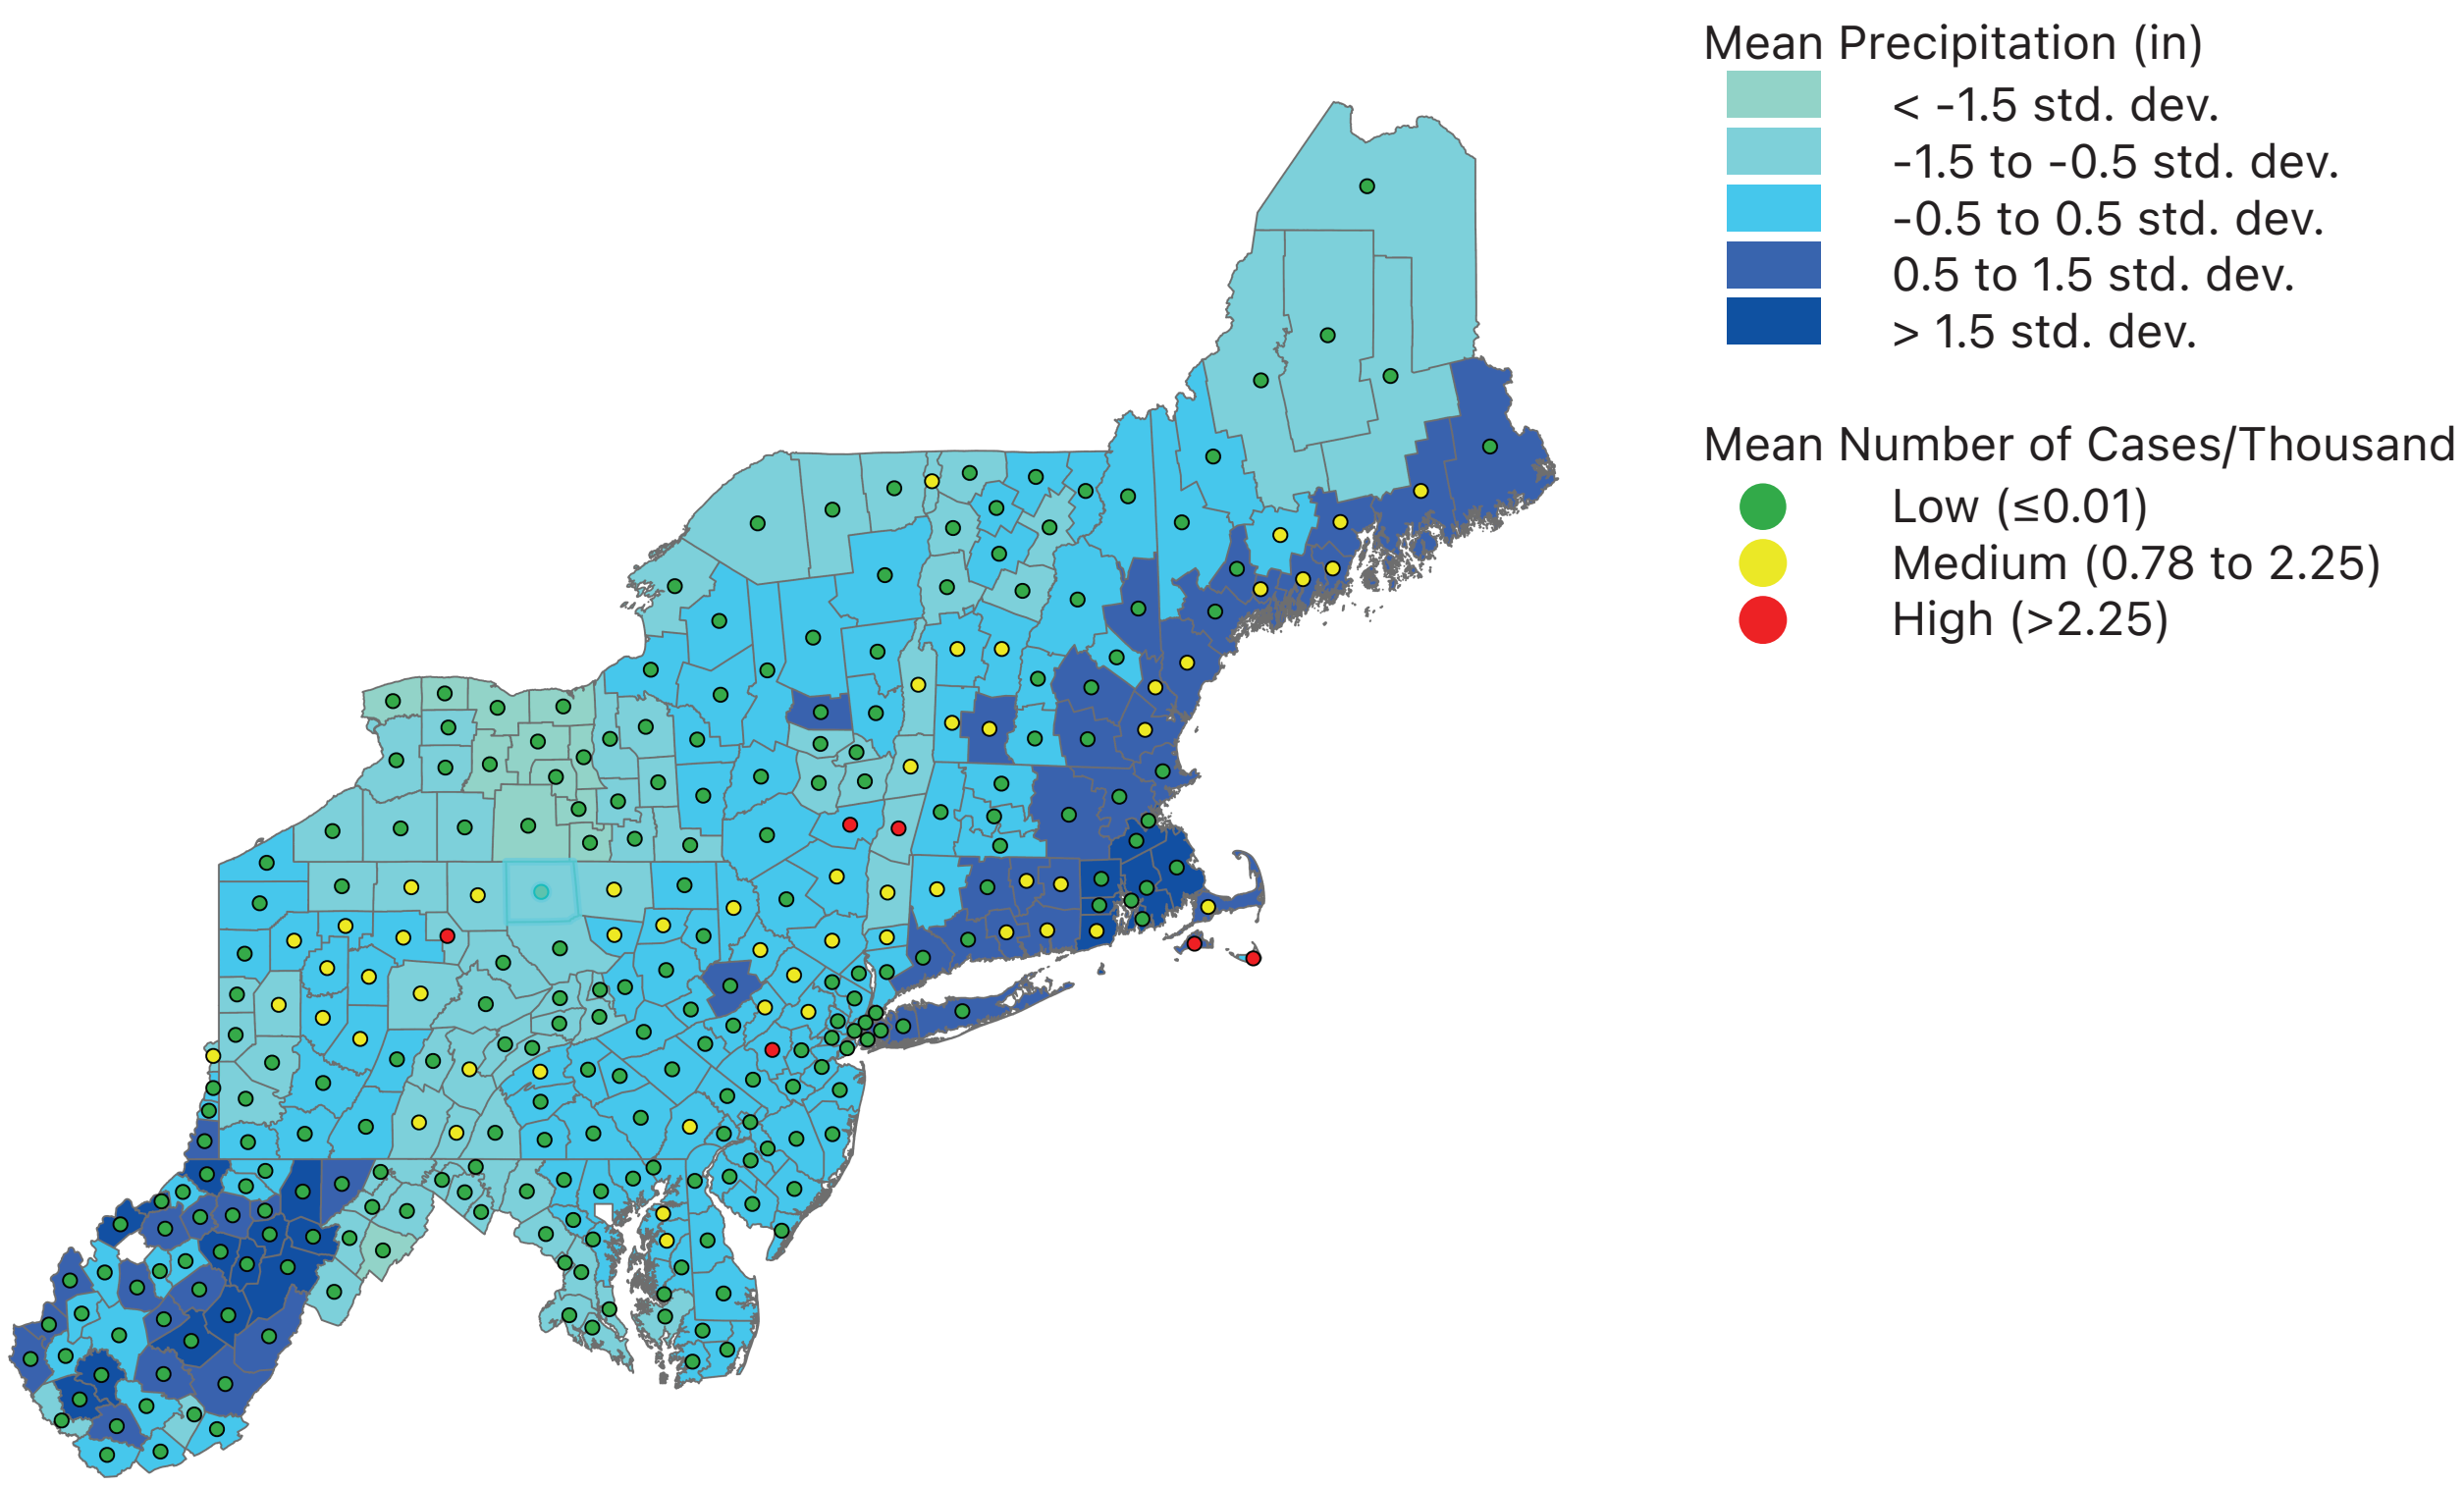 Mean Precipitation (in)
< -1.5 std. dev.
-1.5 to -0.5 std. dev.
-0.5 to 0.5 std. dev.
0.5 to 1.5 std. dev.
> 1.5 std. dev.
Mean Number of Cases/Thousand
Low (≤0.01)
Medium (0.78 to 2.25)
High (>2.25)